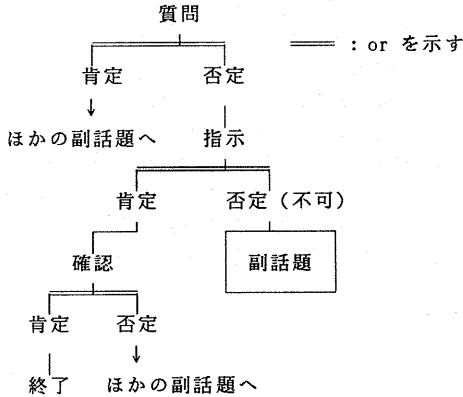 質問
: or を示す
肯定 否定
ほかの副話題へ 指示
肯定 否定(不可)
確認 副話題
肯定 否定
終了 ほかの副話題へ